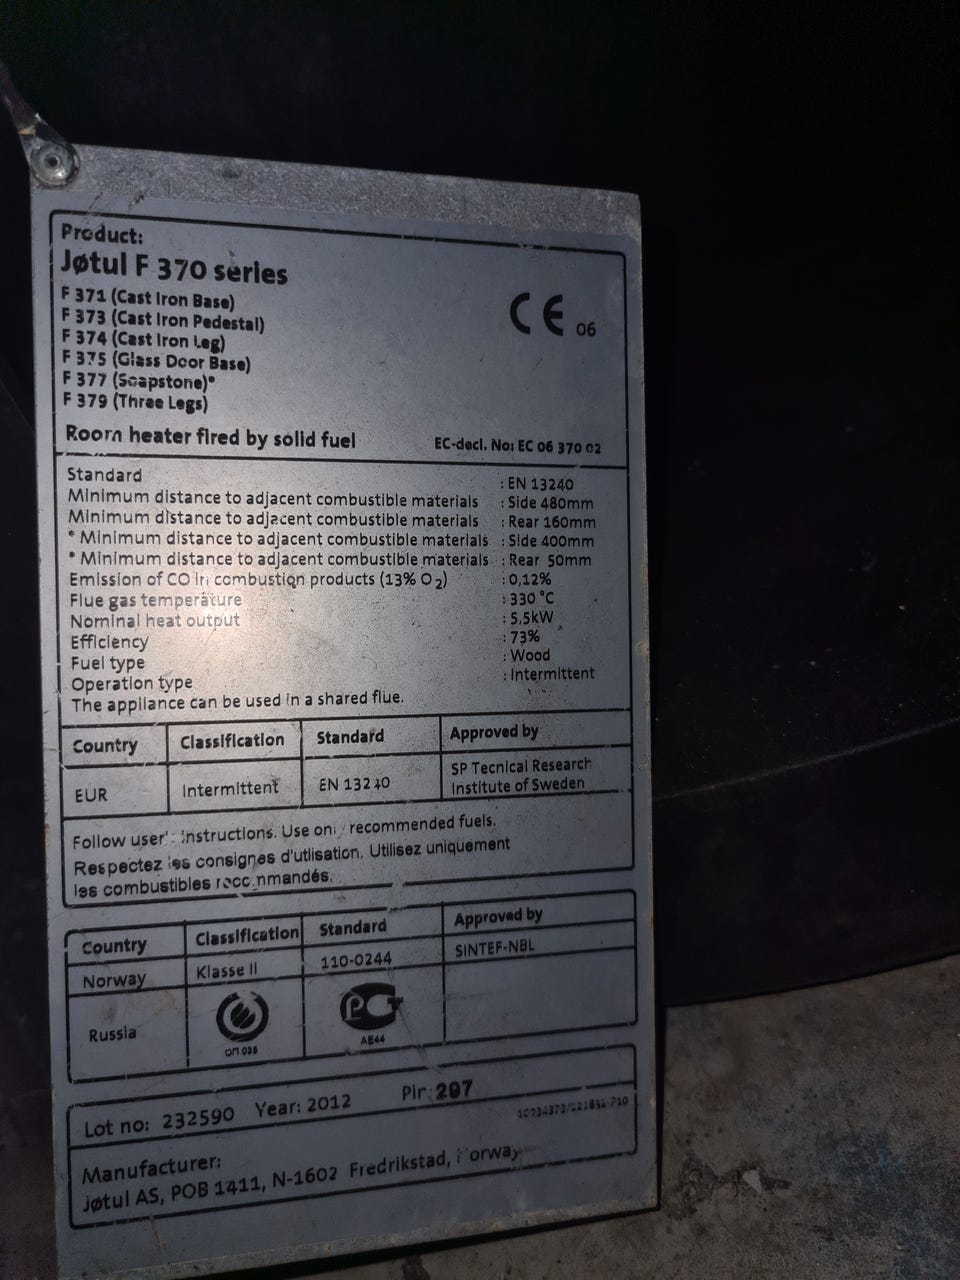 Product:
Jøtul F 370 series
F 371 (Cast Iron Base)
F 373 (Cast Iron Pedestal)
F 374 (Cast Iron Leg)
F 375 (Glass Door Base)
F 377 (Soapstone)*
F 379 (Three Legs)
CE 06
Room heater fired by solid fuel EC-decl. No: EC 06 370 02
Standard : EN 13240
Minimum distance to adjacent combustible materials : Side 480mm
Minimum distance to adjacent combustible materials : Rear 160mm
* Minimum distance to adjacent combustible materials : Side 400mm
* Minimum distance to adjacent combustible materials : Rear 50mm
Emission of CO in combustion products (13% O2) : 0,12%
Flue gas temperature : 330 °C
Nominal heat output : 5,5kW
Efficiency : 73%
Fuel type : Wood
Operation type : Intermittent
The appliance can be used in a shared flue.
Country Classification Standard Approved by
EUR Intermittent EN 13240 SP Tecnical Research
Institute of Sweden
Follow user's instructions. Use only recommended fuels.
Respectez les consignes d'utlisation. Utilisez uniquement
les combustibles recommandés.
Country Classification Standard Approved by
Norway Klasse II 110-0244 SINTEF-NBL
Russia
ОП 038 АЕ44
Lot no: 232590 Year: 2012 Pin: 297
Manufacturer:
Jøtul AS, POB 1411, N-1602 Fredrikstad, Norway